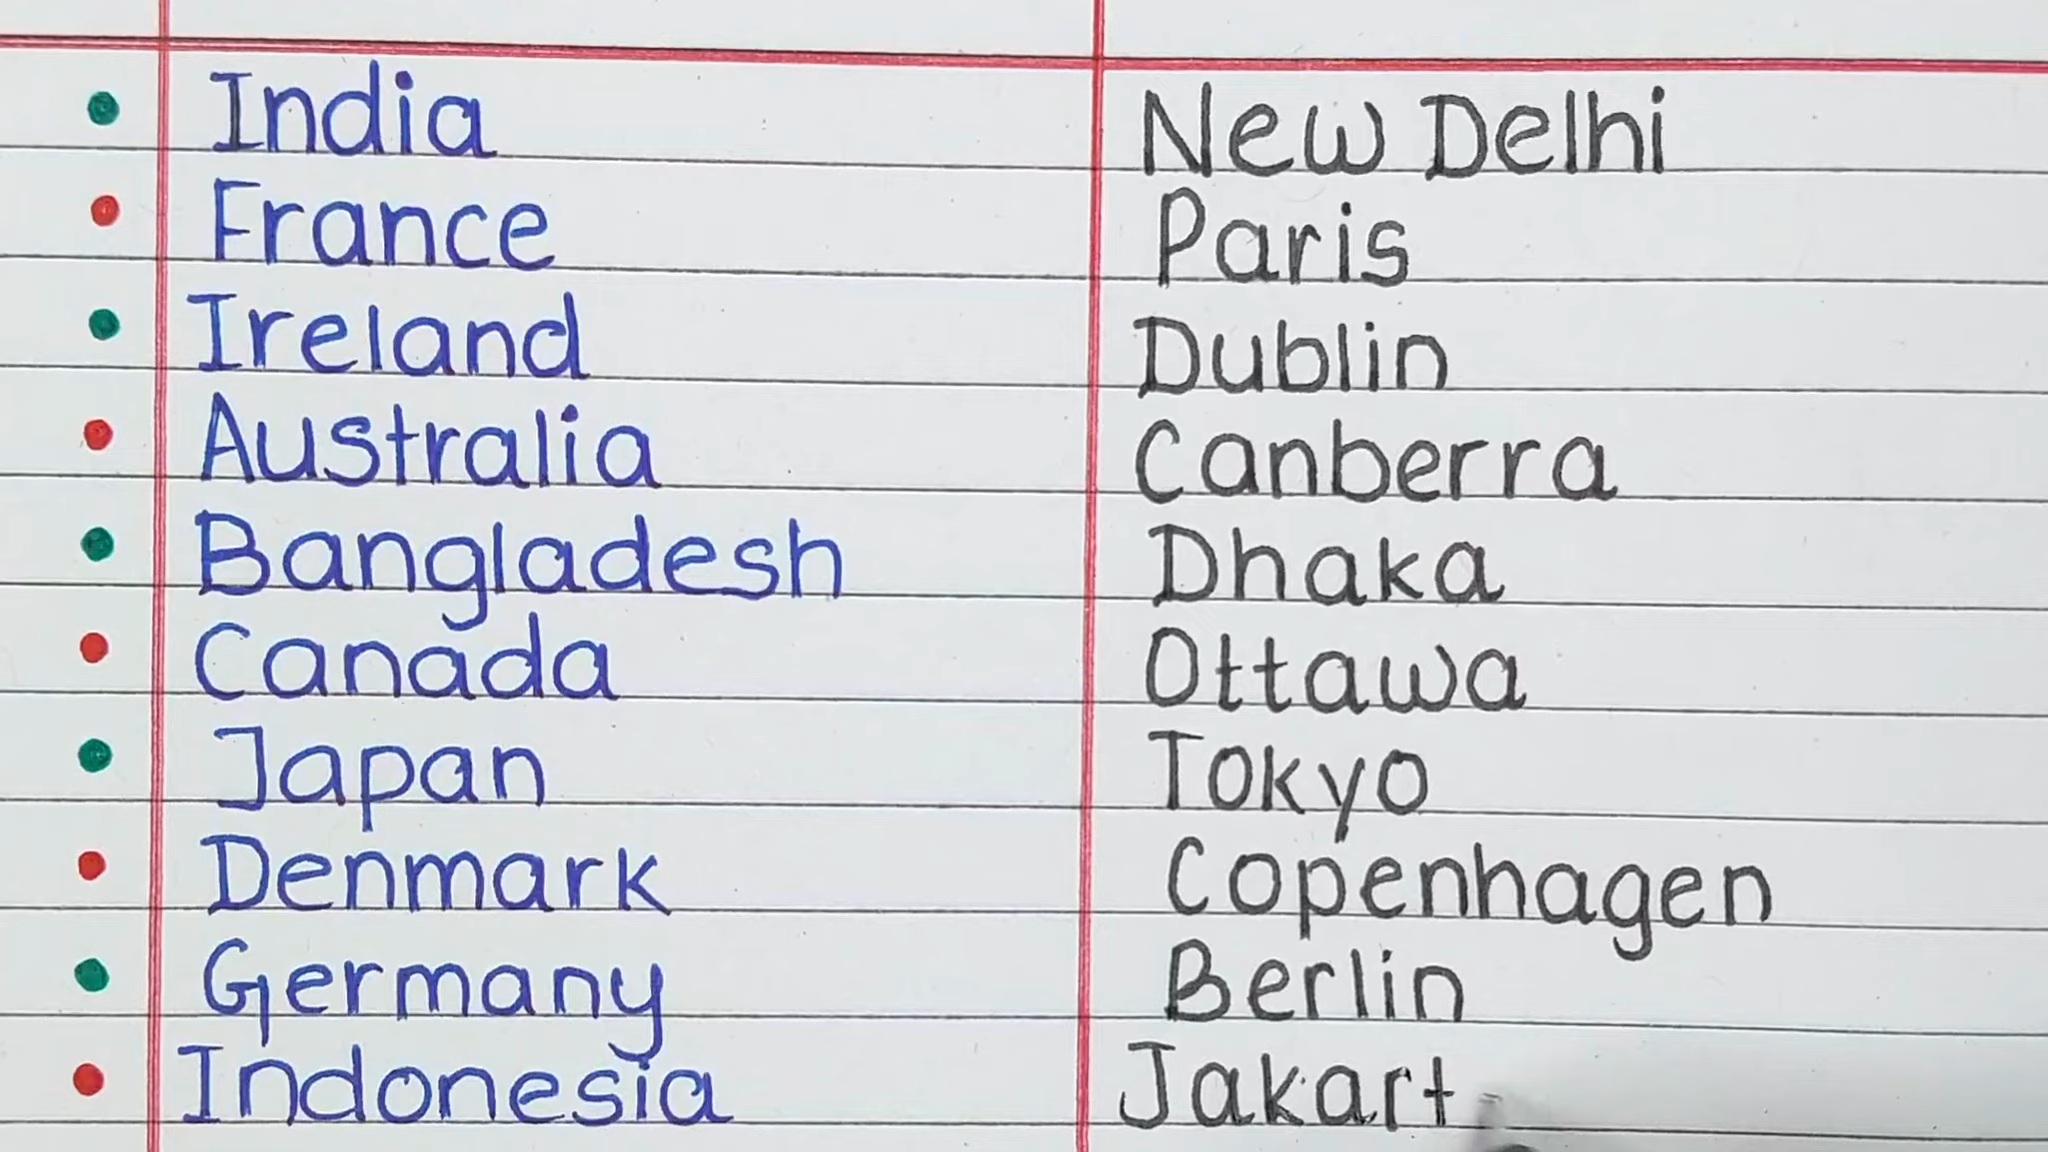 India New Delhi
France Paris
Ireland Dublin
Australia Canberra
Bangladesh Dhaka
Canada Ottawa
Japan Tokyo
Denmark Copenhagen
Germany Berlin
Indonesia Jakart